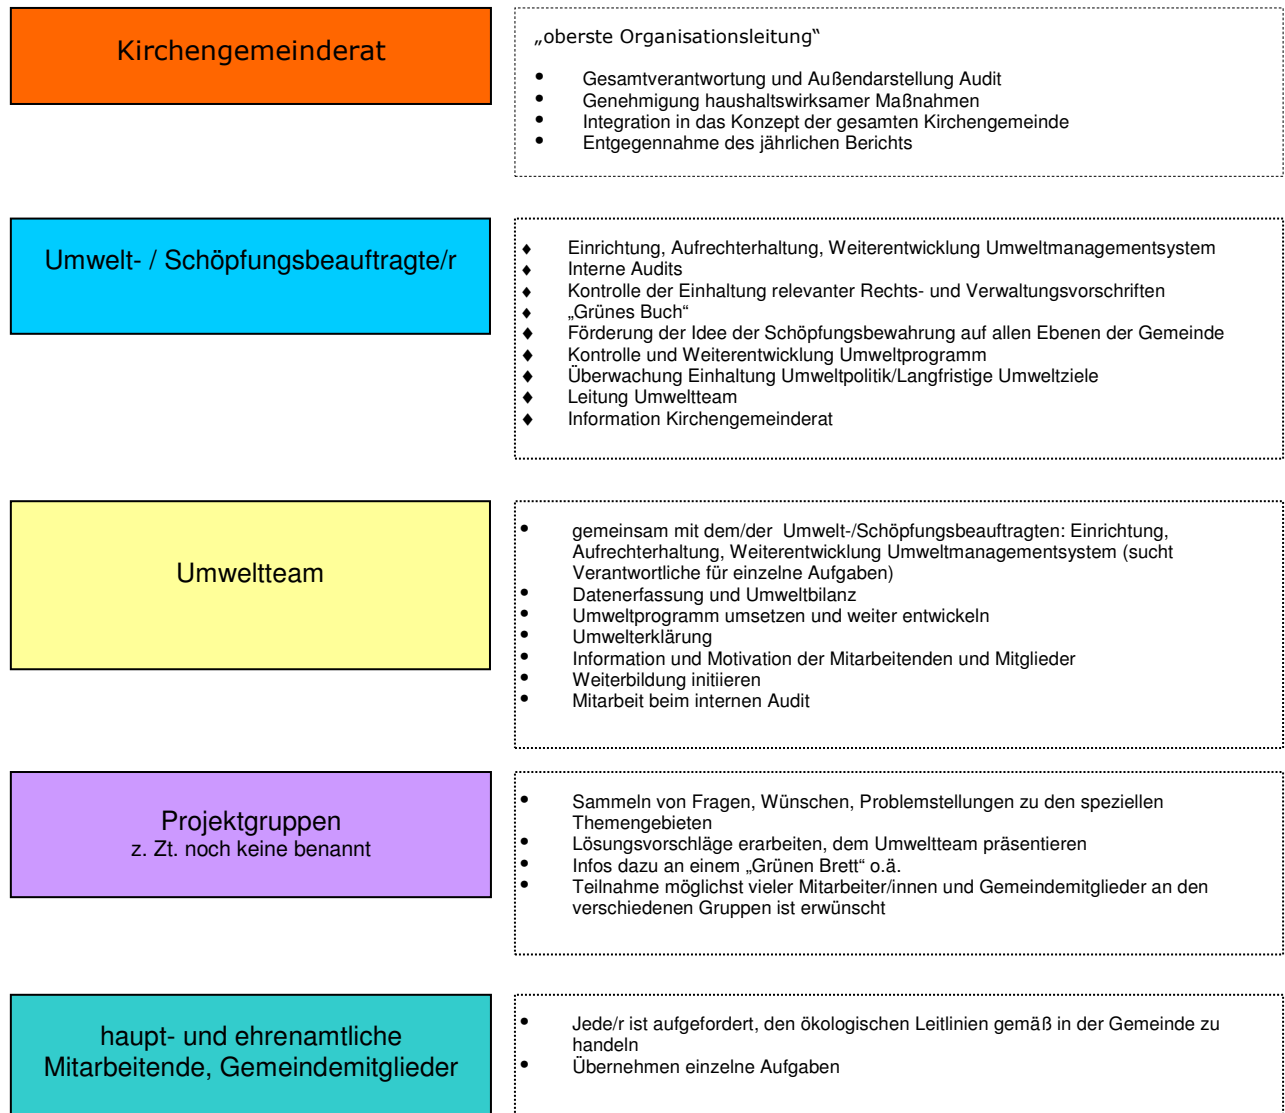 Kirchengemeinderat
„oberste Organisationsleitung“
• Gesamtverantwortung und Außendarstellung Audit
• Genehmigung haushaltswirksamer Maßnahmen
• Integration in das Konzept der gesamten Kirchengemeinde
• Entgegennahme des jährlichen Berichts
Umwelt- / Schöpfungsbeauftragte/r
♦ Einrichtung, Aufrechterhaltung, Weiterentwicklung Umweltmanagementsystem
♦ Interne Audits
♦ Kontrolle der Einhaltung relevanter Rechts- und Verwaltungsvorschriften
♦ „Grünes Buch“
♦ Förderung der Idee der Schöpfungsbewahrung auf allen Ebenen der Gemeinde
♦ Kontrolle und Weiterentwicklung Umweltprogramm
♦ Überwachung Einhaltung Umweltpolitik/Langfristige Umweltziele
♦ Leitung Umweltteam
♦ Information Kirchengemeinderat
Umweltteam
• gemeinsam mit dem/der Umwelt-/Schöpfungsbeauftragten: Einrichtung,
Aufrechterhaltung, Weiterentwicklung Umweltmanagementsystem (sucht
Verantwortliche für einzelne Aufgaben)
• Datenerfassung und Umweltbilanz
• Umweltprogramm umsetzen und weiter entwickeln
• Umwelterklärung
• Information und Motivation der Mitarbeitenden und Mitglieder
• Weiterbildung initiieren
• Mitarbeit beim internen Audit
Projektgruppen
z. Zt. noch keine benannt
• Sammeln von Fragen, Wünschen, Problemstellungen zu den speziellen
Themengebieten
• Lösungsvorschläge erarbeiten, dem Umweltteam präsentieren
• Infos dazu an einem „Grünen Brett“ o.ä.
• Teilnahme möglichst vieler Mitarbeiter/innen und Gemeindemitglieder an den
verschiedenen Gruppen ist erwünscht
haupt- und ehrenamtliche
Mitarbeitende, Gemeindemitglieder
• Jede/r ist aufgefordert, den ökologischen Leitlinien gemäß in der Gemeinde zu
handeln
• Übernehmen einzelne Aufgaben